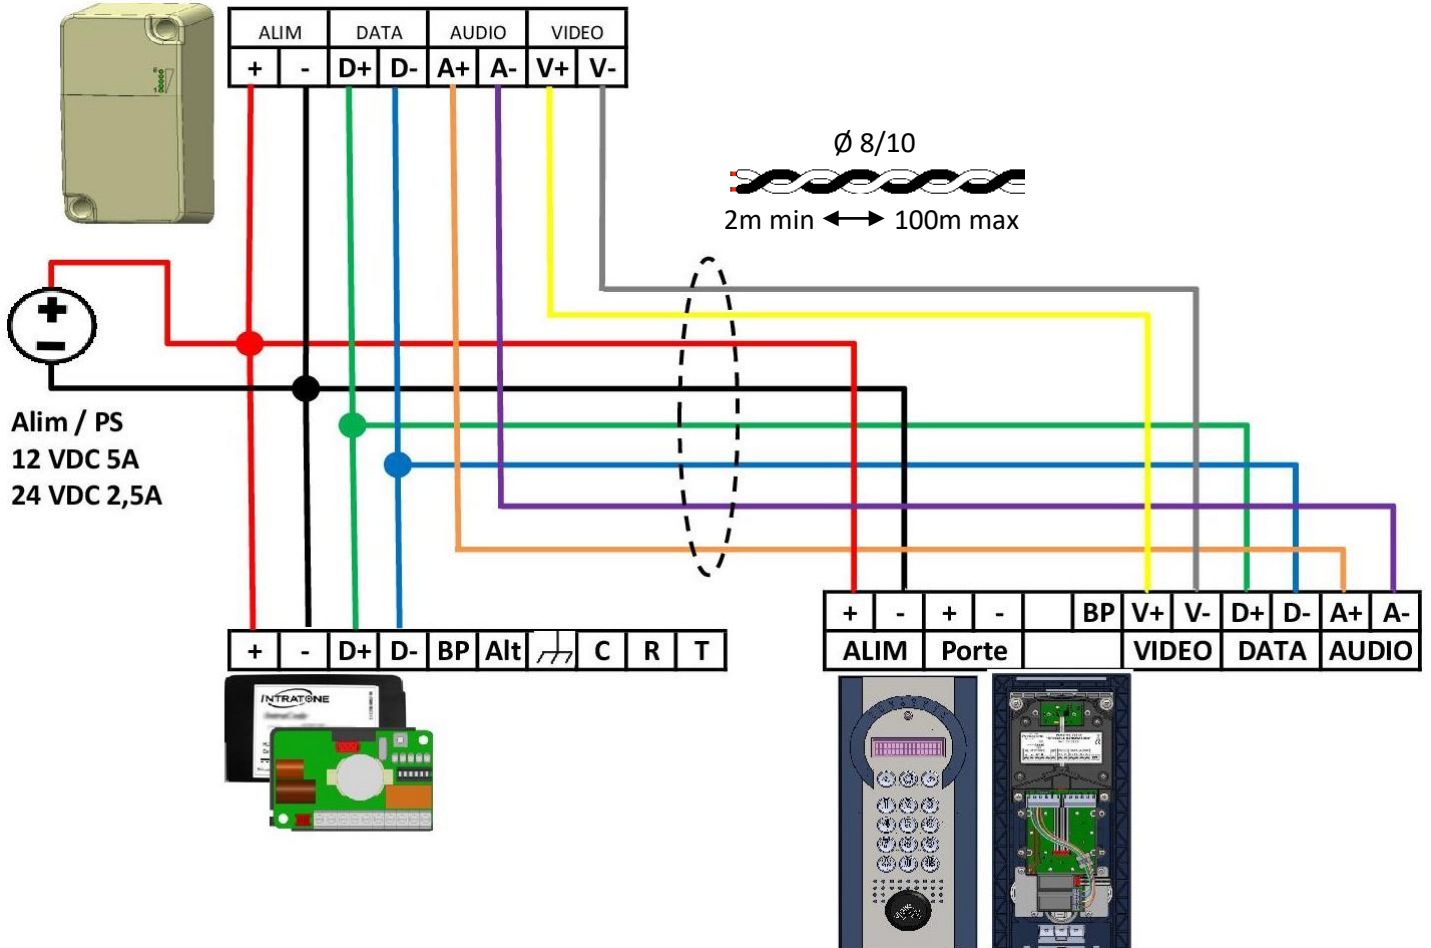 ALIM DATA AUDIO VIDEO
+ - D+ D- A+ A- V+ V-
Ø 8/10
2m min 100m max
+
-
Alim / PS
12 VDC 5A
24 VDC 2,5A
+ - + - BP V+ V- D+ D- A+ A-
ALIM Porte VIDEO DATA AUDIO
+ - D+ D- BP Alt C R T
INTRATONE